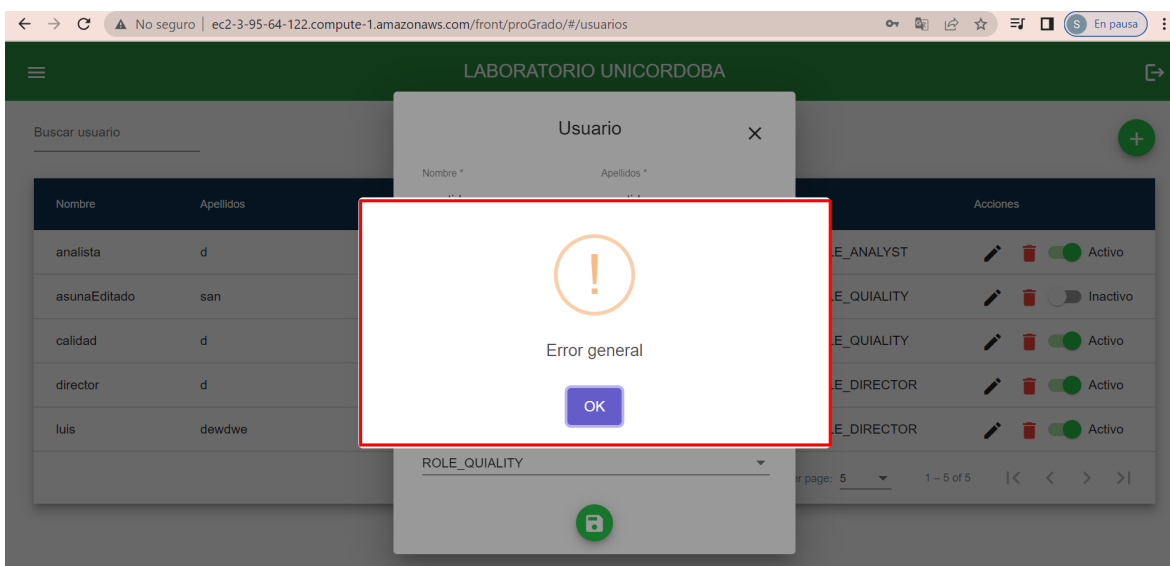 No seguro | ec2-3-95-64-122.compute-1.amazonaws.com/front/proGrado/#/usuarios
S En pausa
LABORATORIO UNICORDOBA
Buscar usuario
Usuario
Nombre * Apellidos *
Nombre Apellidos Acciones
analista d E_ANALYST Activo
asunaEditado san E_QUIALITY Inactivo
calidad d E_QUIALITY Activo
director d E_DIRECTOR Activo
luis dewdwe E_DIRECTOR Activo
!
Error general
OK
ROLE_QUIALITY
r page: 5 1 – 5 of 5